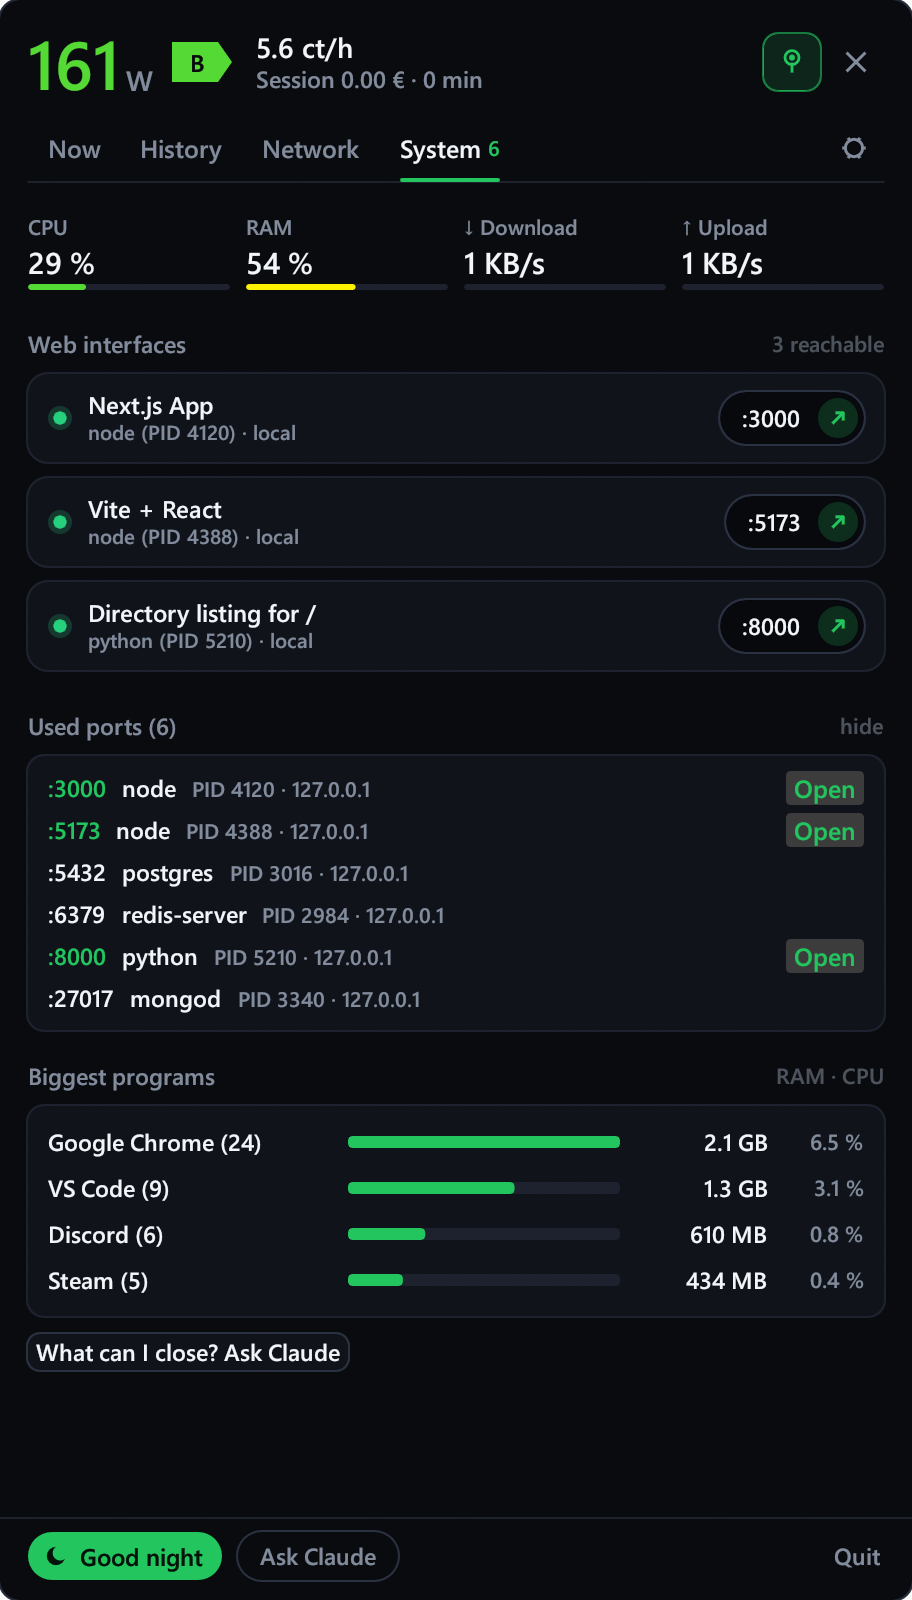 161 W B 5.6 ct/h
Session 0.00 € · 0 min
Now History Network System 6
CPU RAM ↓ Download ↑ Upload
29 % 54 % 1 KB/s 1 KB/s
Web interfaces 3 reachable
Next.js App
node (PID 4120) · local
:3000
Vite + React
node (PID 4388) · local
:5173
Directory listing for /
python (PID 5210) · local
:8000
Used ports (6) hide
:3000 node PID 4120 · 127.0.0.1 Open
:5173 node PID 4388 · 127.0.0.1 Open
:5432 postgres PID 3016 · 127.0.0.1
:6379 redis-server PID 2984 · 127.0.0.1
:8000 python PID 5210 · 127.0.0.1 Open
:27017 mongod PID 3340 · 127.0.0.1
Biggest programs RAM · CPU
Google Chrome (24) 2.1 GB 6.5 %
VS Code (9) 1.3 GB 3.1 %
Discord (6) 610 MB 0.8 %
Steam (5) 434 MB 0.4 %
What can I close? Ask Claude
Good night Ask Claude Quit